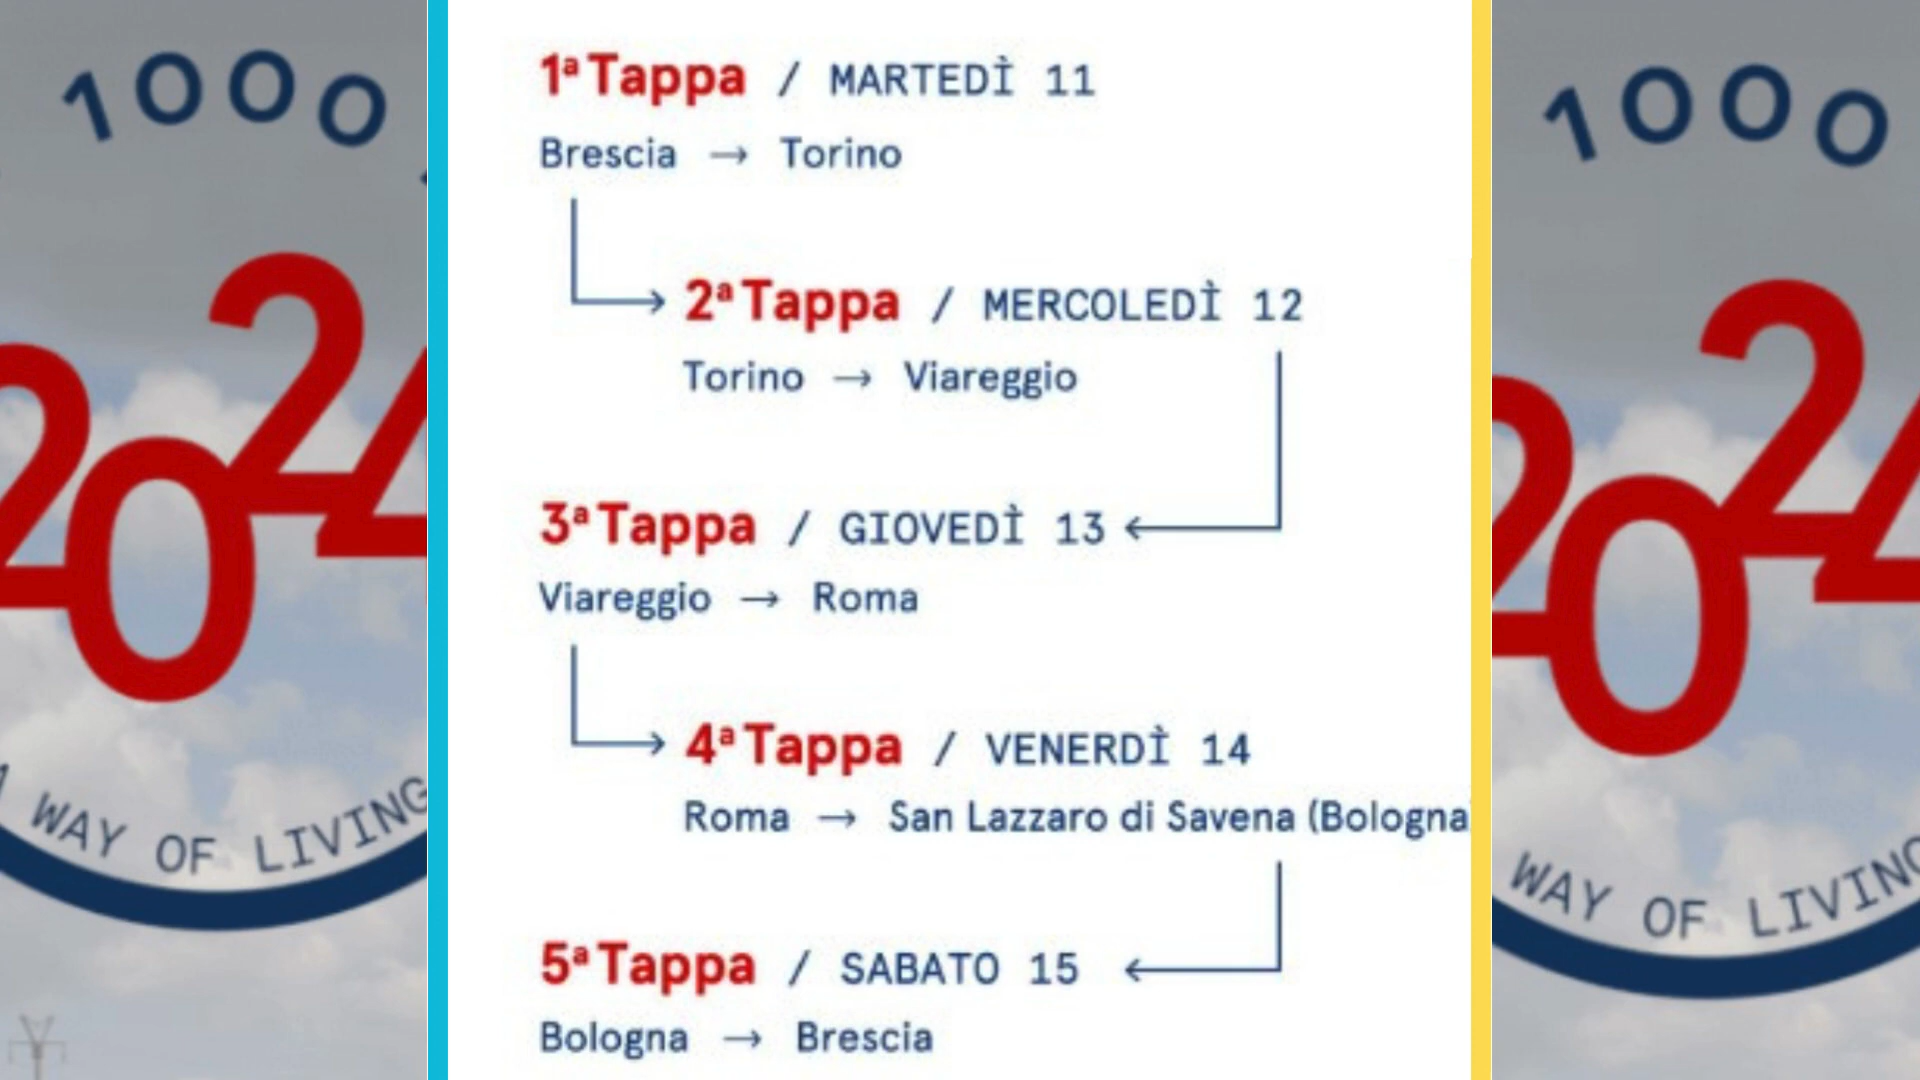 1000
2024
WAY OF LIVING
1ª Tappa / MARTEDÌ 11
Brescia → Torino
2ª Tappa / MERCOLEDÌ 12
Torino → Viareggio
3ª Tappa / GIOVEDÌ 13
Viareggio → Roma
4ª Tappa / VENERDÌ 14
Roma → San Lazzaro di Savena (Bologna
5ª Tappa / SABATO 15
Bologna → Brescia
1000
2024
WAY OF LIVING